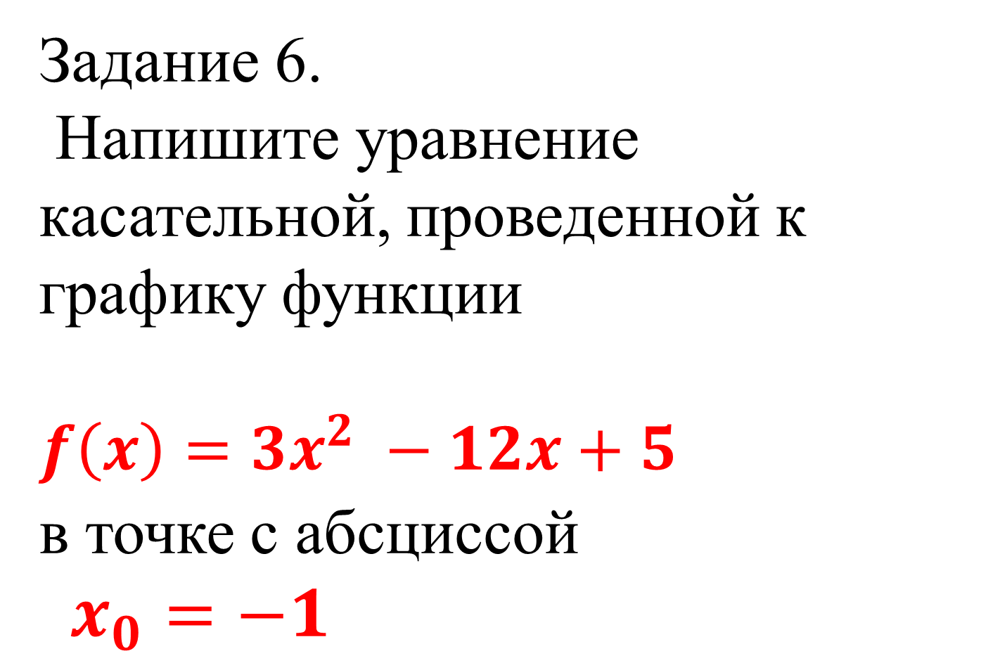 Задание 6.
Напишите уравнение
касательной, проведенной к
графику функции
f(x) = 3x² − 12x + 5
в точке с абсциссой
x₀ = −1